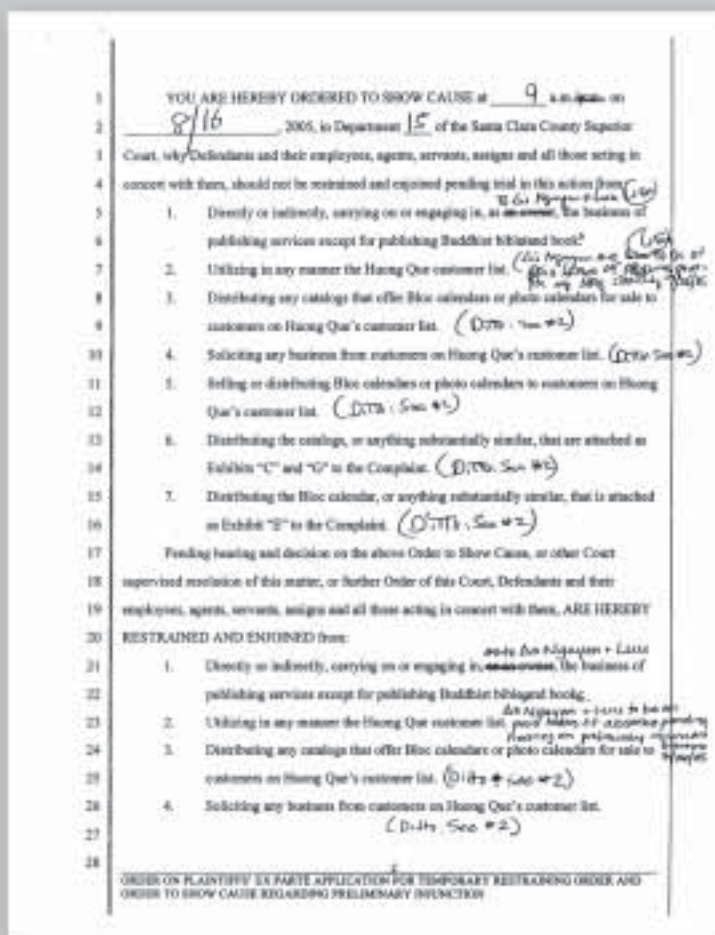 1 YOU ARE HEREBY ORDERED TO SHOW CAUSE at 9 a.m. on
2 8/16, 2005, in Department 15 of the Santa Clara County Superior
3 Court, why Defendants and their employees, agents, servants, assigns and all those acting in
4 concert with them, should not be restrained and enjoined pending trial in this action from
5 1. Directly or indirectly, carrying on or engaging in, the business of
6 publishing services except for publishing Buddhist
7 2. Utilizing in any manner the Huong Que customer list.
8 3. Distributing any catalogs that offer Bloc calendars or photo calendars for sale to
9 customers on Huong Que's customer list. (Ditto. See #2)
10 4. Soliciting any business from customers on Huong Que's customer list. (Ditto See #2)
11 5. Selling or distributing Bloc calendars or photo calendars to customers on Huong
12 Que's customer list. (Ditto. See #2)
13 6. Distributing the catalogs, or anything substantially similar, that are attached as
14 Exhibits "C" and "G" to the Complaint. (Ditto. See #2)
15 7. Distributing the Bloc calendar, or anything substantially similar, that is attached
16 as Exhibit "E" to the Complaint. (Ditto. See #2)
17 Pending hearing and decision on the above Order to Show Cause, or other Court
18 supervised resolution of this matter, or further Order of this Court, Defendants and their
19 employees, agents, servants, assigns and all those acting in concert with them, ARE HEREBY
20 RESTRAINED AND ENJOINED from:
Nguyen + Luu
21 1. Directly or indirectly, carrying on or engaging in, the business of
22 publishing services except for publishing Buddhist
Nguyen + Luu to
23 2. Utilizing in any manner the Huong Que customer list, pending
hearing on preliminary
24 3. Distributing any catalogs that offer Bloc calendars or photo calendars for sale to
25 customers on Huong Que's customer list. (Ditto See #2)
26 4. Soliciting any business from customers on Huong Que's customer list.
27 (Ditto. See #2)
28
ORDER ON PLAINTIFFS' EX PARTE APPLICATION FOR TEMPORARY RESTRAINING ORDER AND
ORDER TO SHOW CAUSE REGARDING PRELIMINARY INJUNCTION